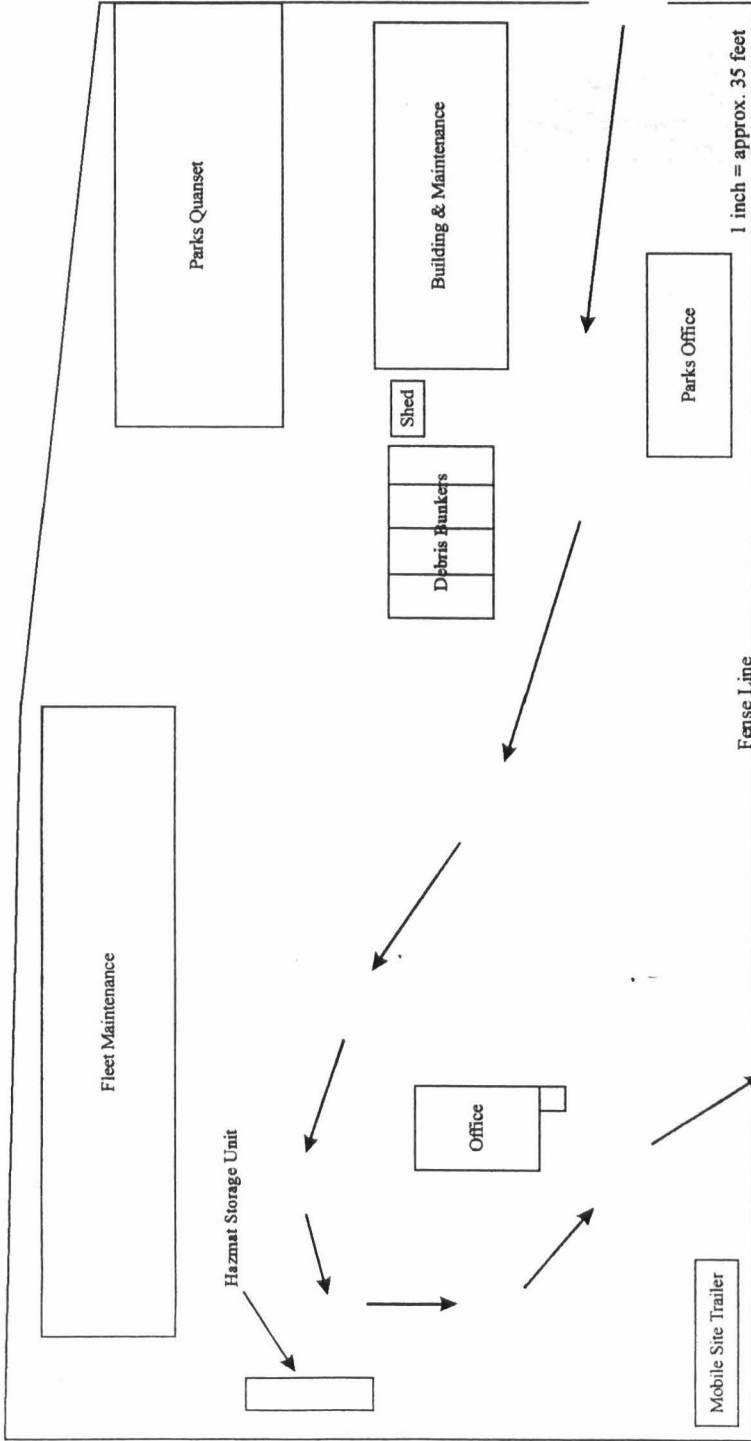 Fleet Maintenance
Parks Quanset
Hazmat Storage Unit
Building & Maintenance
Shed
Debris Bunkers
Office
Parks Office
Mobile Site Trailer
Fense Line
1 inch = approx. 35 feet